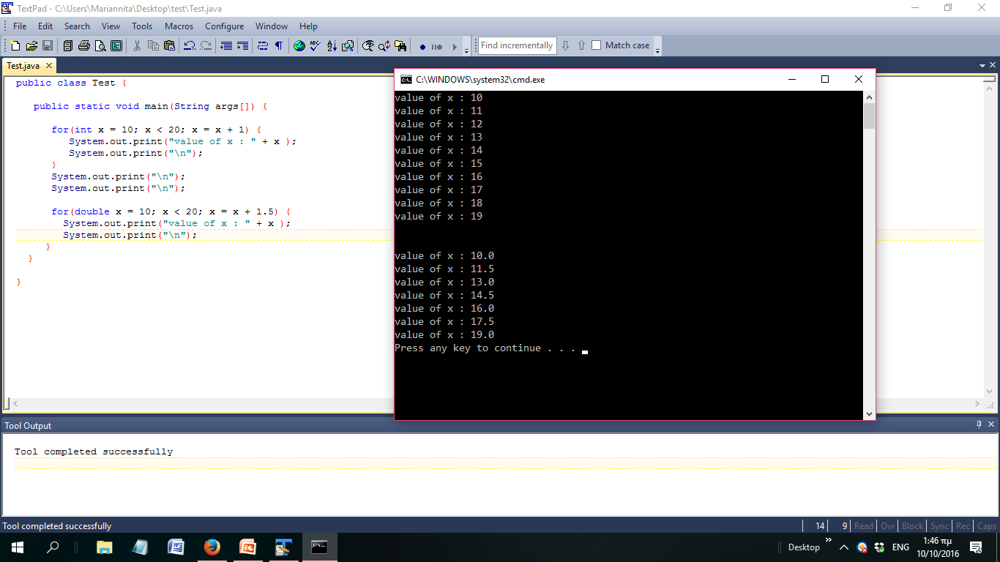 TextPad - C:\Users\Mariannita\Desktop\test\Test.java
File Edit Search View Tools Macros Configure Window Help
Find incrementally Match case
Test.java
public class Test {
public static void main(String args[]) {
for(int x = 10; x < 20; x = x + 1) {
System.out.print("value of x : " + x );
System.out.print("\n");
}
System.out.print("\n");
System.out.print("\n");
for(double x = 10; x < 20; x = x + 1.5) {
System.out.print("value of x : " + x );
System.out.print("\n");
}
}
}
C:\WINDOWS\system32\cmd.exe
value of x : 10
value of x : 11
value of x : 12
value of x : 13
value of x : 14
value of x : 15
value of x : 16
value of x : 17
value of x : 18
value of x : 19
value of x : 10.0
value of x : 11.5
value of x : 13.0
value of x : 14.5
value of x : 16.0
value of x : 17.5
value of x : 19.0
Press any key to continue . . .
Tool Output
Tool completed successfully
Tool completed successfully
14 9 Read Ovr Block Sync Rec Caps
Desktop ENG 1:46 πμ
10/10/2016